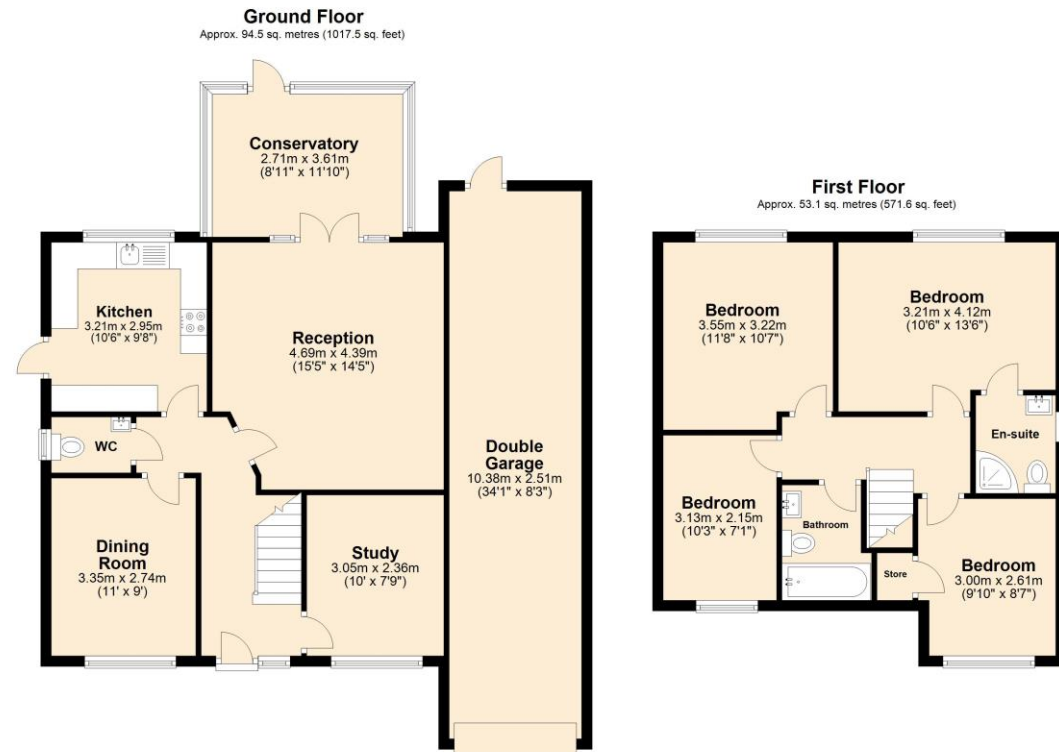 Ground Floor
Approx. 94.5 sq. metres (1017.5 sq. feet)
Conservatory
2.71m x 3.61m
(8'11" x 11'10")
Kitchen
3.21m x 2.95m
(10'6" x 9'8")
Reception
4.69m x 4.39m
(15'5" x 14'5")
WC
Double
Garage
10.38m x 2.51m
(34'1" x 8'3")
Dining
Room
3.35m x 2.74m
(11' x 9')
Study
3.05m x 2.36m
(10' x 7'9")
First Floor
Approx. 53.1 sq. metres (571.6 sq. feet)
Bedroom
3.55m x 3.22m
(11'8" x 10'7")
Bedroom
3.21m x 4.12m
(10'6" x 13'6")
En-suite
Bedroom
3.13m x 2.15m
(10'3" x 7'1")
Bathroom
Store
Bedroom
3.00m x 2.61m
(9'10" x 8'7")